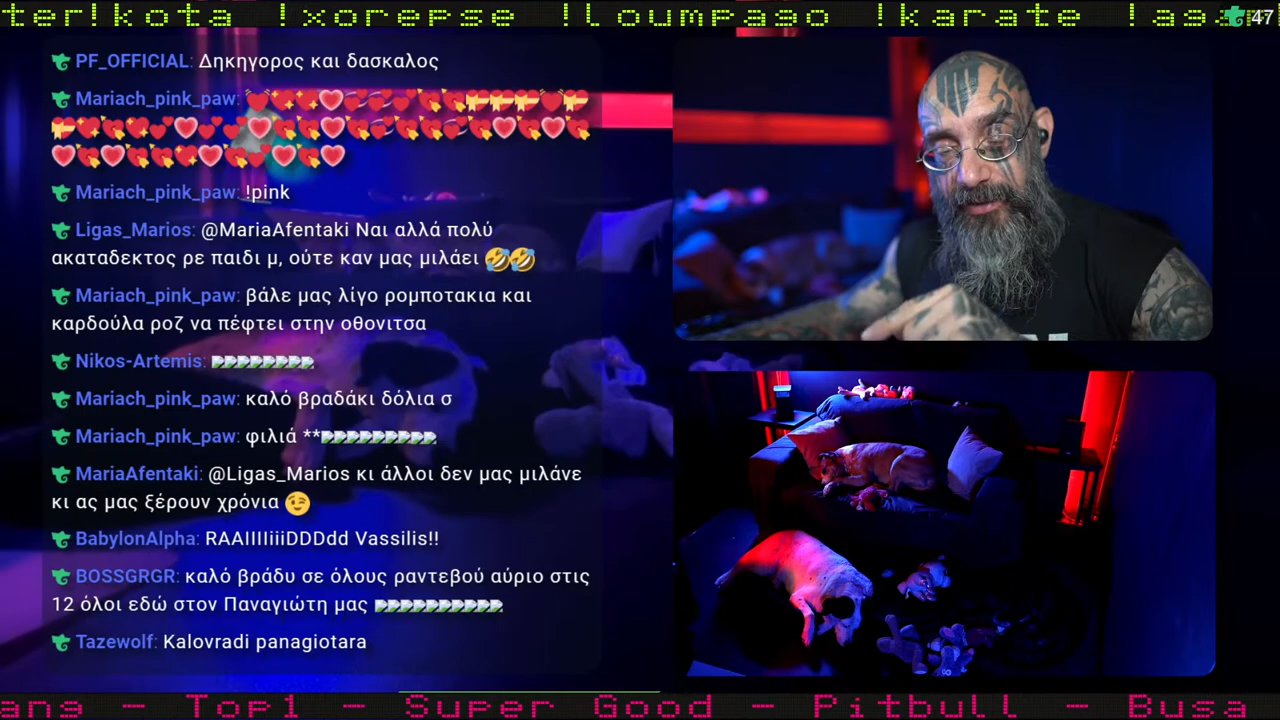 ter!kota !xorepse !Loumpago !karate !aga
47
PF_OFFICIAL: Δηκηγορος και δασκαλος
Mariach_pink_paw: 💓💖💖💗💞💞💕💘💘💝💝💝💓💝
Mariach_pink_paw: !pink
Ligas_Marios: @MariaAfentaki Ναι αλλά πολύ
ακαταδεκτος ρε παιδι μ, ούτε καν μας μιλάει 🤣🤣
Mariach_pink_paw: βάλε μας λίγο ρομποτακια και
καρδούλα ροζ να πέφτει στην οθονιτσα
Nikos-Artemis:
Mariach_pink_paw: καλό βραδάκι δόλια σ
Mariach_pink_paw: φιλιά **
MariaAfentaki: @Ligas_Marios κι άλλοι δεν μας μιλάνε
κι ας μας ξέρουν χρόνια 😉
BabylonAlpha: RAAIIIIiiiDDDdd Vassilis!!
BOSSGRGR: καλό βράδυ σε όλους ραντεβού αύριο στις
12 όλοι εδώ στον Παναγιώτη μας
Tazewolf: Kalovradi panagiotara
ans - Top1 - Super Good - Pitbull - Busa